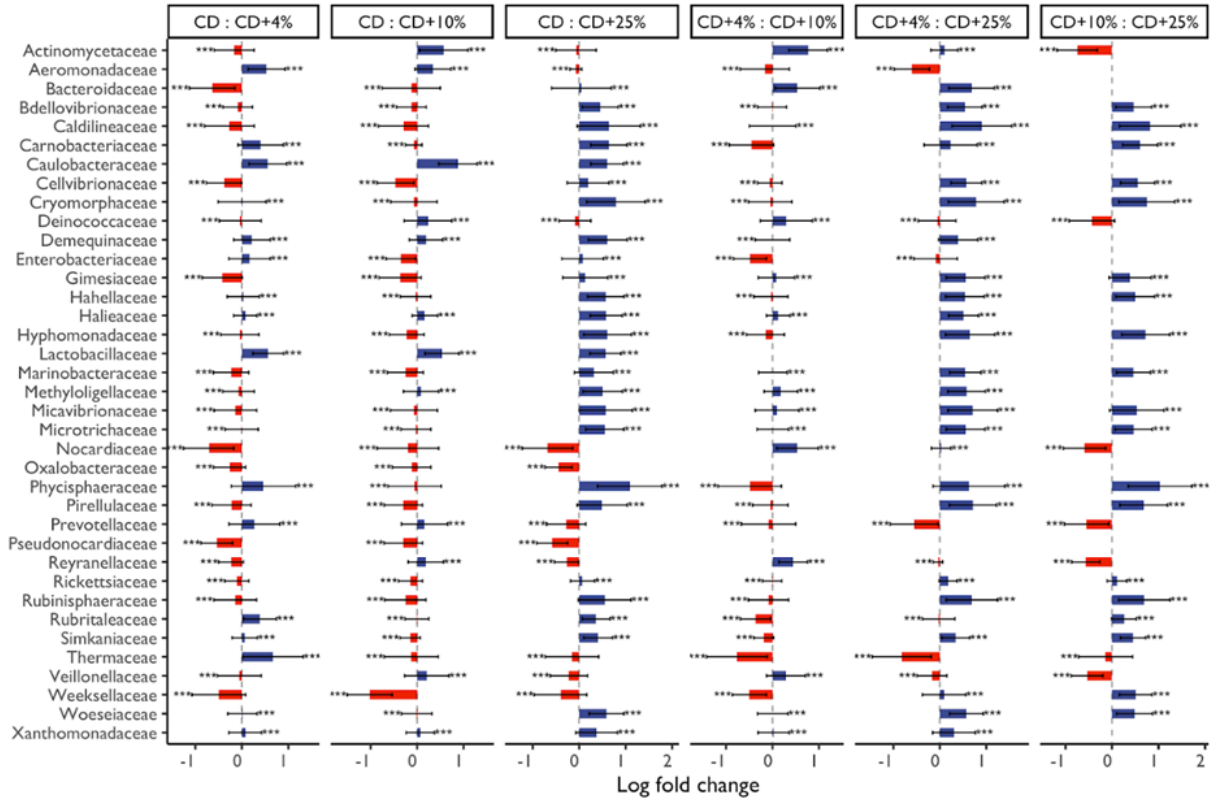 CD : CD+4% CD : CD+10% CD : CD+25% CD+4% : CD+10% CD+4% : CD+25% CD+10% : CD+25%
Actinomycetaceae *** *** *** *** *** ***
Aeromonadaceae *** *** *** *** ***
Bacteroidaceae *** *** *** *** ***
Bdellovibrionaceae *** *** *** *** *** ***
Caldilineaceae *** *** *** *** *** ***
Carnobacteriaceae *** *** *** *** *** ***
Caulobacteraceae *** *** ***
Cellvibrionaceae *** *** *** *** *** ***
Cryomorphaceae *** *** *** *** *** ***
Deinococcaceae *** *** *** *** *** ***
Demequinaceae *** *** *** *** ***
Enterobacteriaceae *** *** *** *** ***
Gimesiaceae *** *** *** *** *** ***
Hahellaceae *** *** *** *** *** ***
Halieaceae *** *** *** *** ***
Hyphomonadaceae *** *** *** *** *** ***
Lactobacillaceae *** *** ***
Marinobacteraceae *** *** *** *** *** ***
Methyloligellaceae *** *** *** *** ***
Micavibrionaceae *** *** *** *** *** ***
Microtrichaceae *** *** *** *** *** ***
Nocardiaceae *** *** *** *** *** ***
Oxalobacteraceae *** *** ***
Phycisphaeraceae *** *** *** *** *** ***
Pirellulaceae *** *** *** *** *** ***
Prevotellaceae *** *** *** *** *** ***
Pseudonocardiaceae *** *** ***
Reyranellaceae *** *** *** *** *** ***
Rickettsiaceae *** *** *** *** *** ***
Rubinisphaeraceae *** *** *** *** *** ***
Rubritaleaceae *** *** *** *** *** ***
Simkaniaceae *** *** *** *** *** ***
Thermaceae *** *** *** *** *** ***
Veillonellaceae *** *** *** *** *** ***
Weeksellaceae *** *** *** *** *** ***
Woeseiaceae *** *** *** *** *** ***
Xanthomonadaceae *** *** *** *** ***
-1 0 1 -1 0 1 -1 0 1 2 -1 0 1 -1 0 1 -1 0 1 2
Log fold change